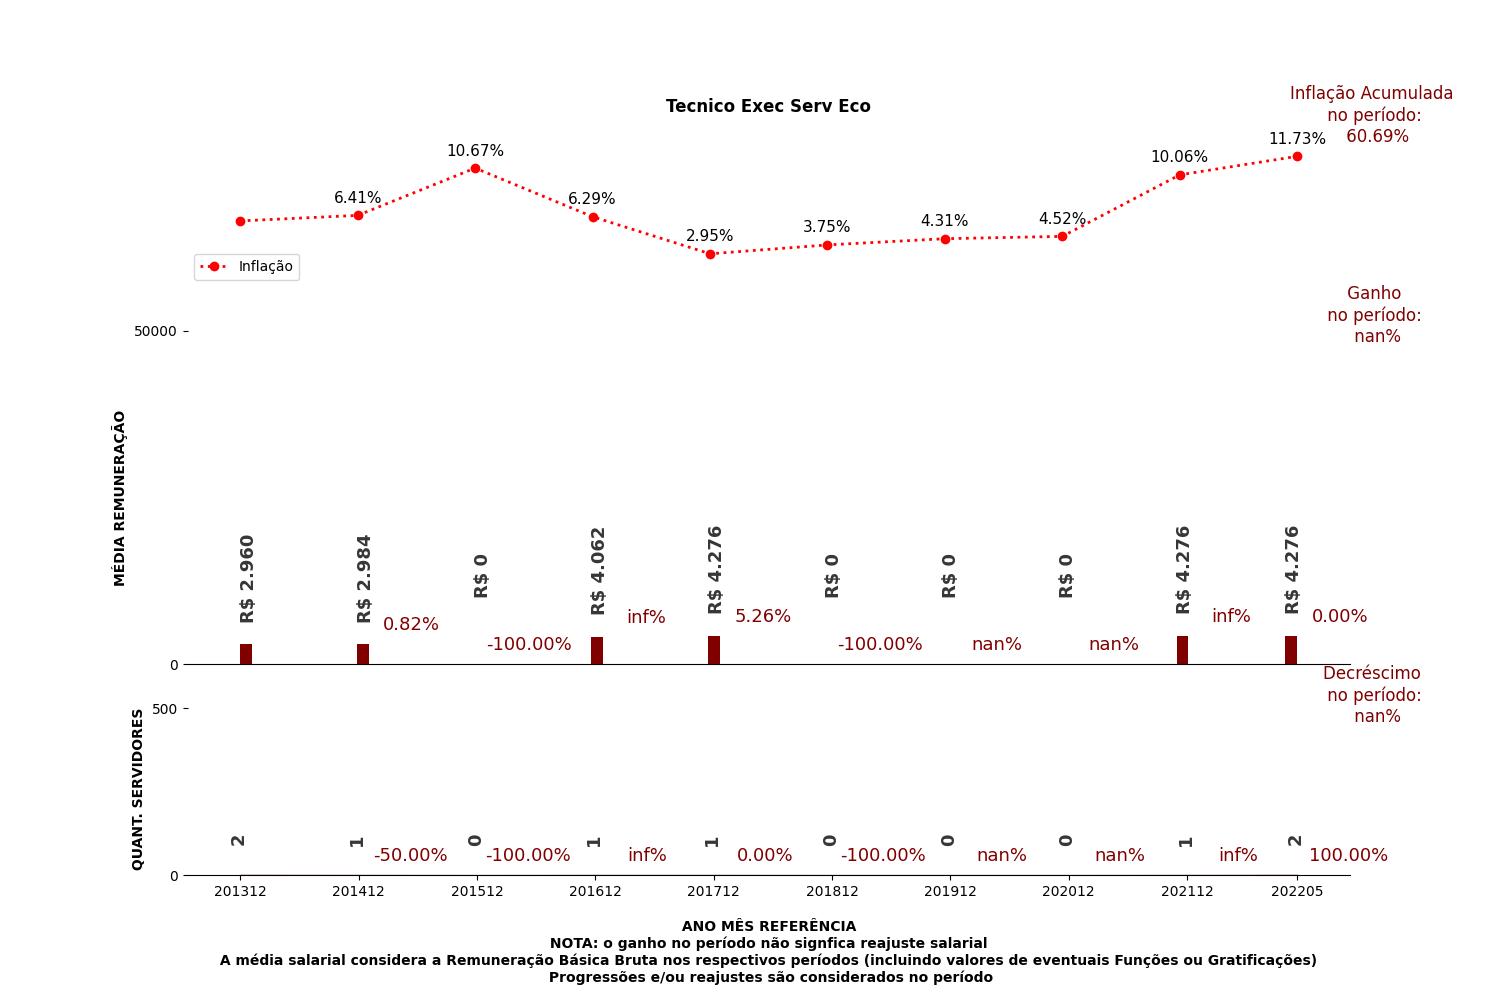 Tecnico Exec Serv Eco
Inflação Acumulada
no período:
60.69%
6.41%
10.67%
6.29%
2.95%
3.75%
4.31%
4.52%
10.06%
11.73%
Inflação
Ganho
no período:
nan%
50000
0
MÉDIA REMUNERAÇÃO
R$ 2.960
R$ 2.984
R$ 0
R$ 4.062
R$ 4.276
R$ 0
R$ 0
R$ 0
R$ 4.276
R$ 4.276
0.82%
-100.00%
inf%
5.26%
-100.00%
nan%
nan%
inf%
0.00%
Decréscimo
no período:
nan%
500
0
QUANT. SERVIDORES
2
1
0
1
1
0
0
0
1
2
-50.00%
-100.00%
inf%
0.00%
-100.00%
nan%
nan%
inf%
100.00%
201312
201412
201512
201612
201712
201812
201912
202012
202112
202205
ANO MÊS REFERÊNCIA
NOTA: o ganho no período não signfica reajuste salarial
A média salarial considera a Remuneração Básica Bruta nos respectivos períodos (incluindo valores de eventuais Funções ou Gratificações)
Progressões e/ou reajustes são considerados no período